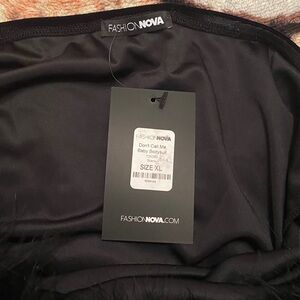 FASHIONNOVA
FASHIONNOVA
Don't Call Me
Baby Bodysuit
SIZE XL
FASHIONNOVA.COM